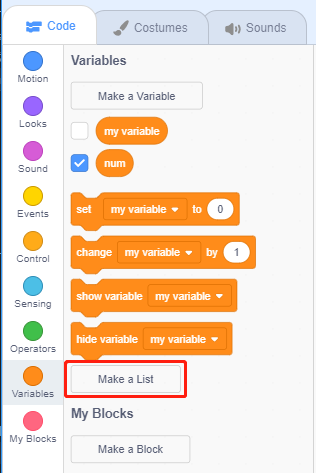 Code Costumes Sounds
Motion
Looks
Sound
Events
Control
Sensing
Operators
Variables
My Blocks
Variables
Make a Variable
my variable
num
set my variable to 0
change my variable by 1
show variable my variable
hide variable my variable
Make a List
My Blocks
Make a Block